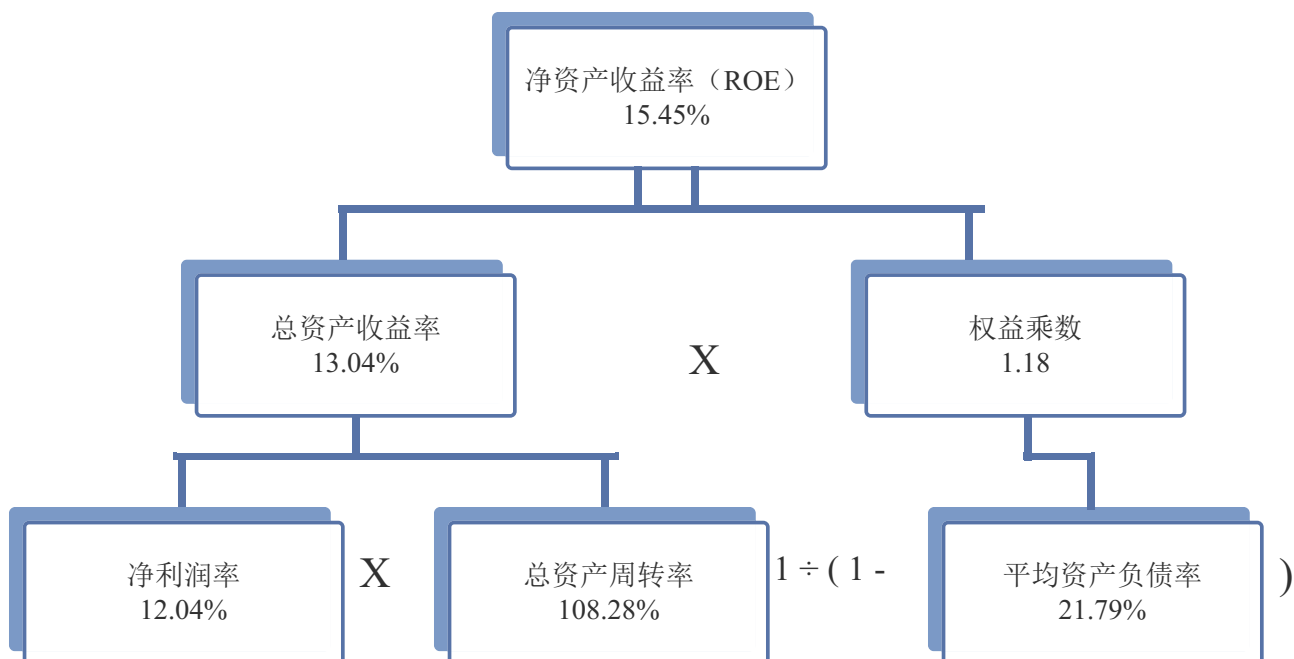 净资产收益率（ROE）
15.45%
总资产收益率
13.04%
X
权益乘数
1.18
净利润率
12.04%
X
总资产周转率
108.28%
1 ÷ ( 1 -
平均资产负债率
21.79%
)